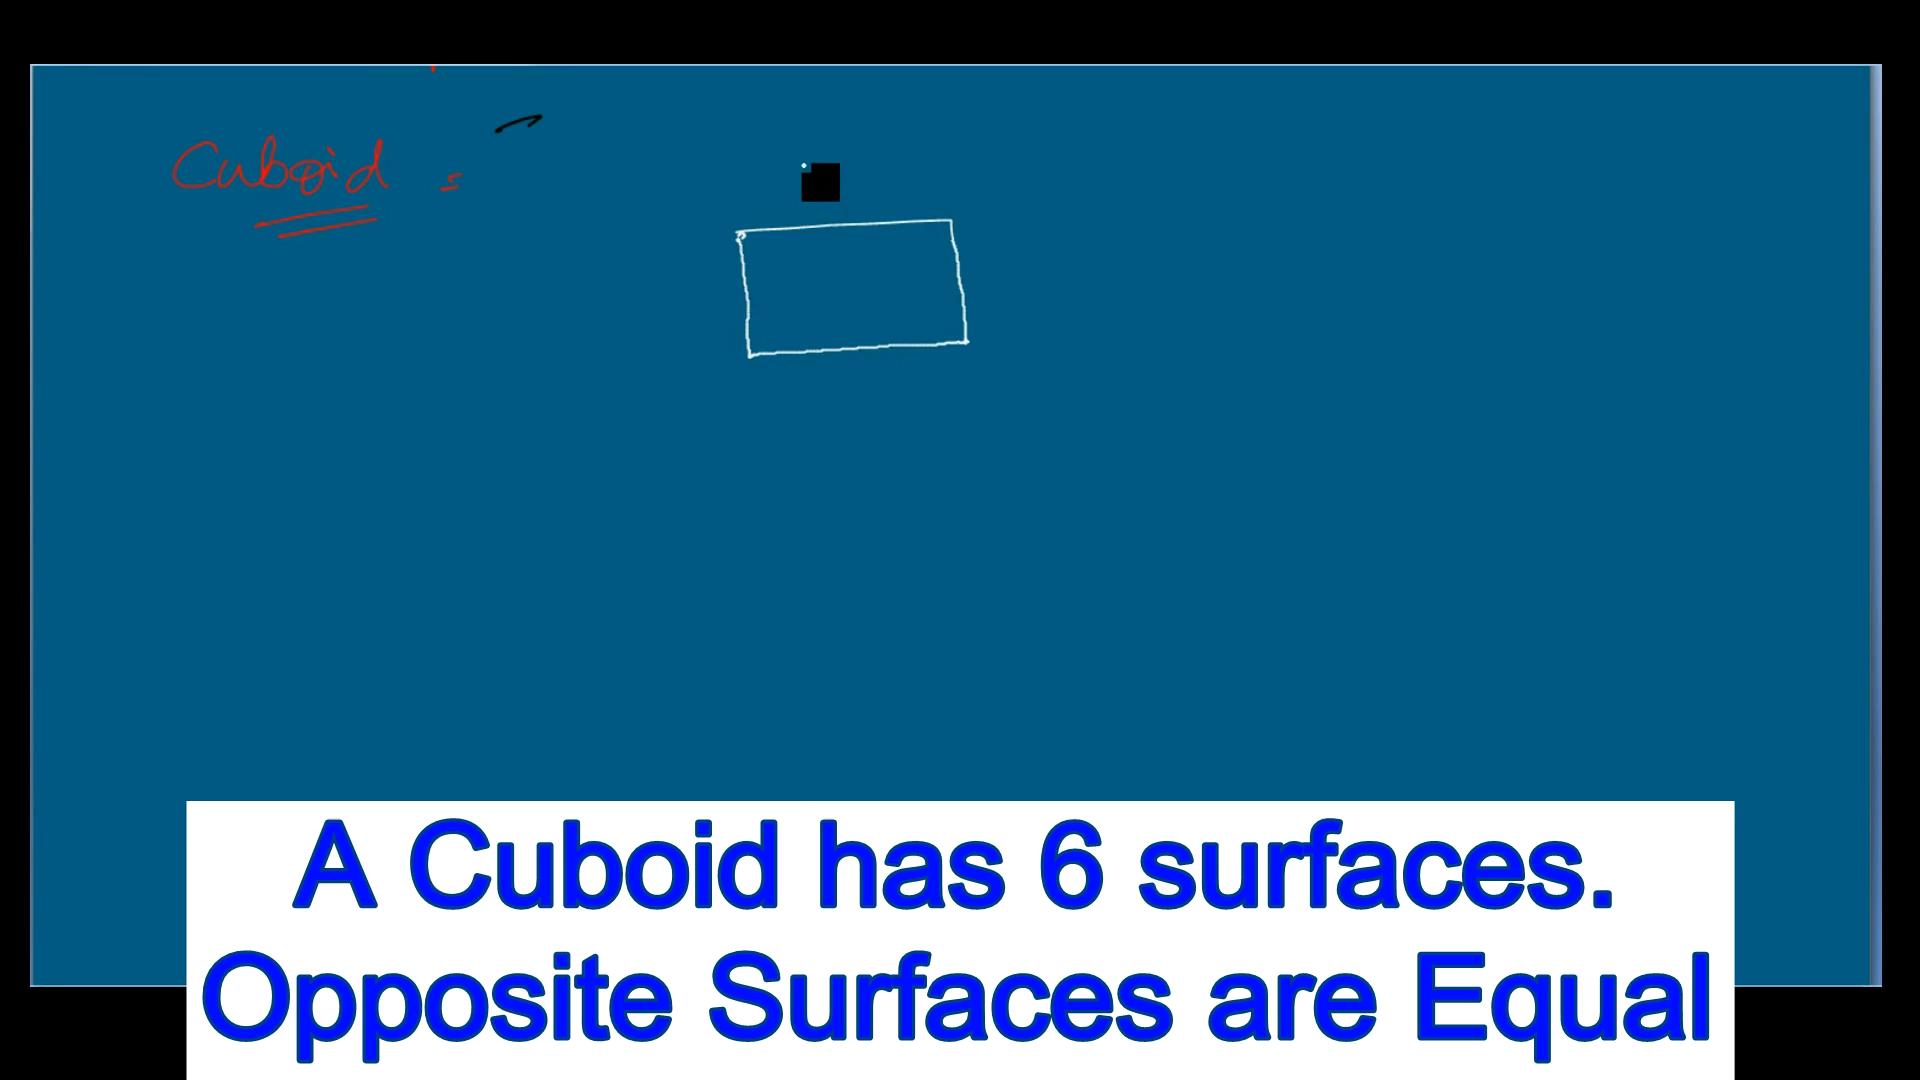 Cuboid =
A Cuboid has 6 surfaces.
Opposite Surfaces are Equal